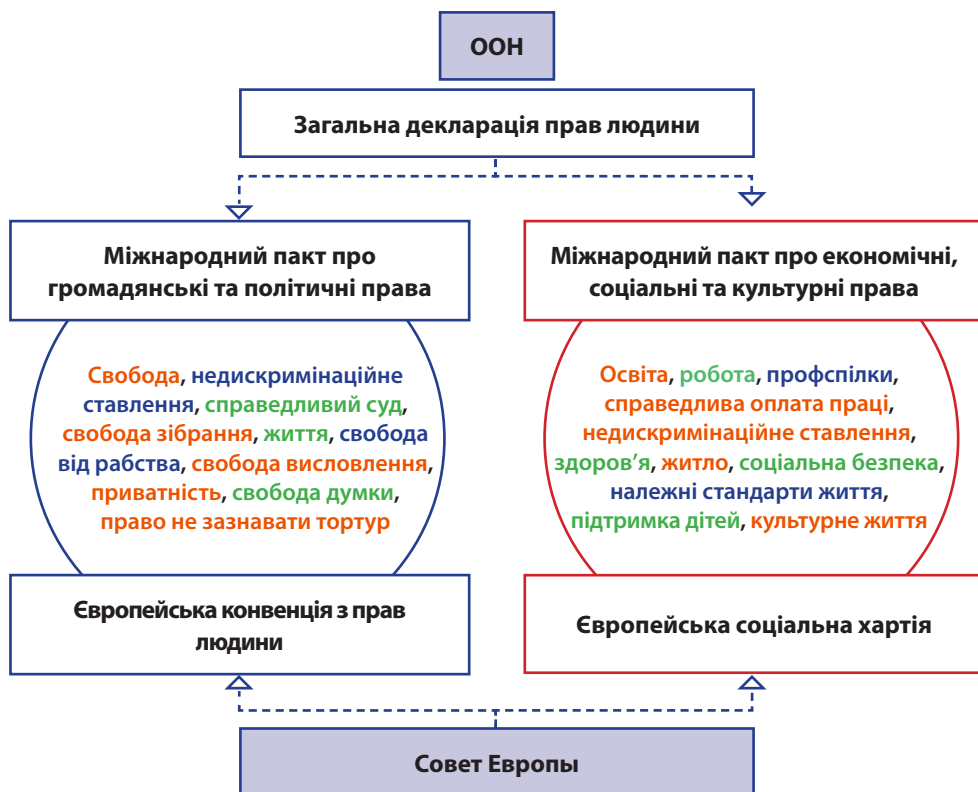 ООН
Загальна декларація прав людини
Міжнародний пакт про
громадянські та політичні права
Міжнародний пакт про економічні,
соціальні та культурні права
Свобода, недискримінаційне
ставлення, справедливий суд,
свобода зібрання, життя, свобода
від рабства, свобода висловлення,
приватність, свобода думки,
право не зазнавати тортур
Освіта, робота, профспілки,
справедлива оплата праці,
недискримінаційне ставлення,
здоров’я, житло, соціальна безпека,
належні стандарти життя,
підтримка дітей, культурне життя
Європейська конвенція з прав
людини
Європейська соціальна хартія
Совет Европы